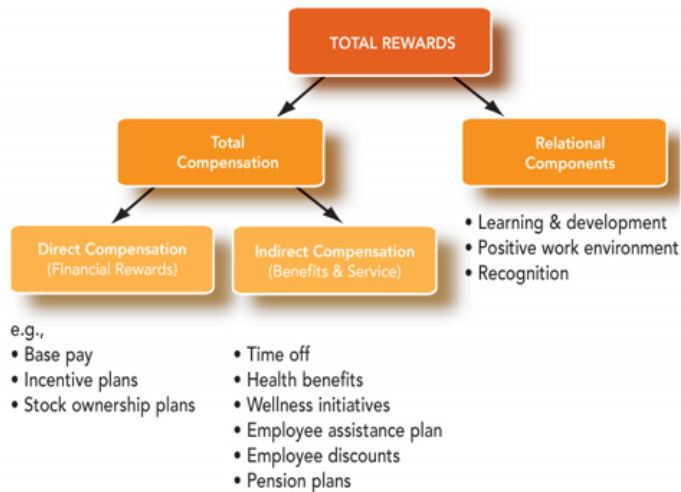 TOTAL REWARDS
Total
Compensation
Relational
Components
Direct Compensation
(Financial Rewards)
Indirect Compensation
(Benefits & Service)
• Learning & development
• Positive work environment
• Recognition
e.g.,
• Base pay
• Incentive plans
• Stock ownership plans
• Time off
• Health benefits
• Wellness initiatives
• Employee assistance plan
• Employee discounts
• Pension plans